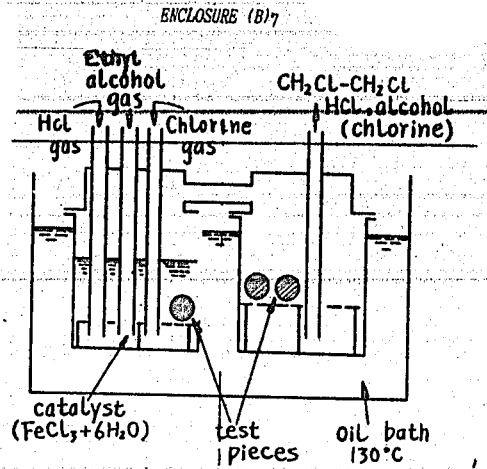 ENCLOSURE (B)7
Ethyl
alcohol
gas
Hcl
gas
Chlorine
gas
CH2Cl-CH2Cl
HCl. alcohol
(chlorine)
catalyst
(FeCl3+6H2O)
test
pieces
oil bath
130°C